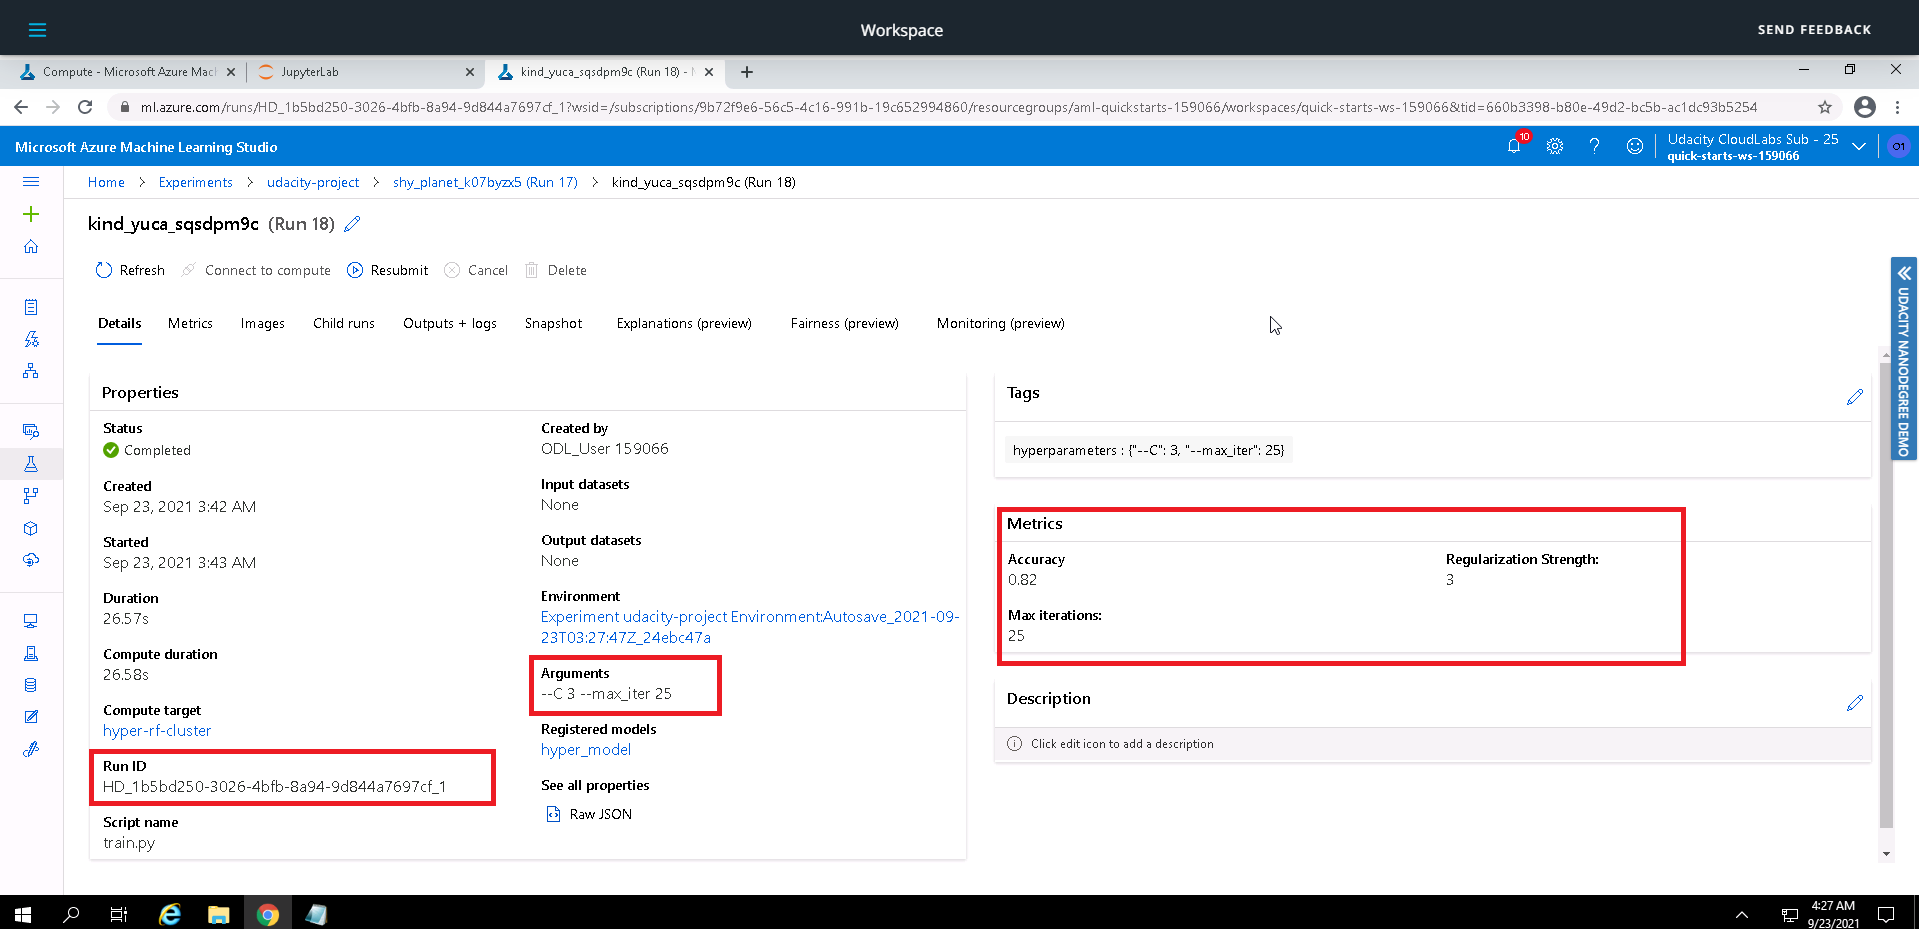 Workspace
SEND FEEDBACK
Compute - Microsoft Azure Mac
JupyterLab
kind_yuca_sqsdpm9c (Run 18) -
ml.azure.com/runs/HD_1b5bd250-3026-4bfb-8a94-9d844a7697cf_1?wsid=/subscriptions/9b72f9e6-56c5-4c16-991b-19c652994860/resourcegroups/aml-quickstarts-159066/workspaces/quick-starts-ws-159066&tid=660b3398-b80e-49d2-bc5b-ac1dc93b5254
Microsoft Azure Machine Learning Studio
10
Udacity CloudLabs Sub - 25
quick-starts-ws-159066
O1
Home > Experiments > udacity-project > shy_planet_k07byzx5 (Run 17) > kind_yuca_sqsdpm9c (Run 18)
kind_yuca_sqsdpm9c (Run 18)
Refresh Connect to compute Resubmit Cancel Delete
Details Metrics Images Child runs Outputs + logs Snapshot Explanations (preview) Fairness (preview) Monitoring (preview)
UDACITY NANODEGREE DEMO
Properties
Status
Completed
Created
Sep 23, 2021 3:42 AM
Started
Sep 23, 2021 3:43 AM
Duration
26.57s
Compute duration
26.58s
Compute target
hyper-rf-cluster
Run ID
HD_1b5bd250-3026-4bfb-8a94-9d844a7697cf_1
Script name
train.py
Created by
ODL_User 159066
Input datasets
None
Output datasets
None
Environment
Experiment udacity-project Environment:Autosave_2021-09-
23T03:27:47Z_24ebc47a
Arguments
--C 3 --max_iter 25
Registered models
hyper_model
See all properties
Raw JSON
Tags
hyperparameters : {"--C": 3, "--max_iter": 25}
Metrics
Accuracy
0.82
Regularization Strength:
3
Max iterations:
25
Description
Click edit icon to add a description
4:27 AM
9/23/2021